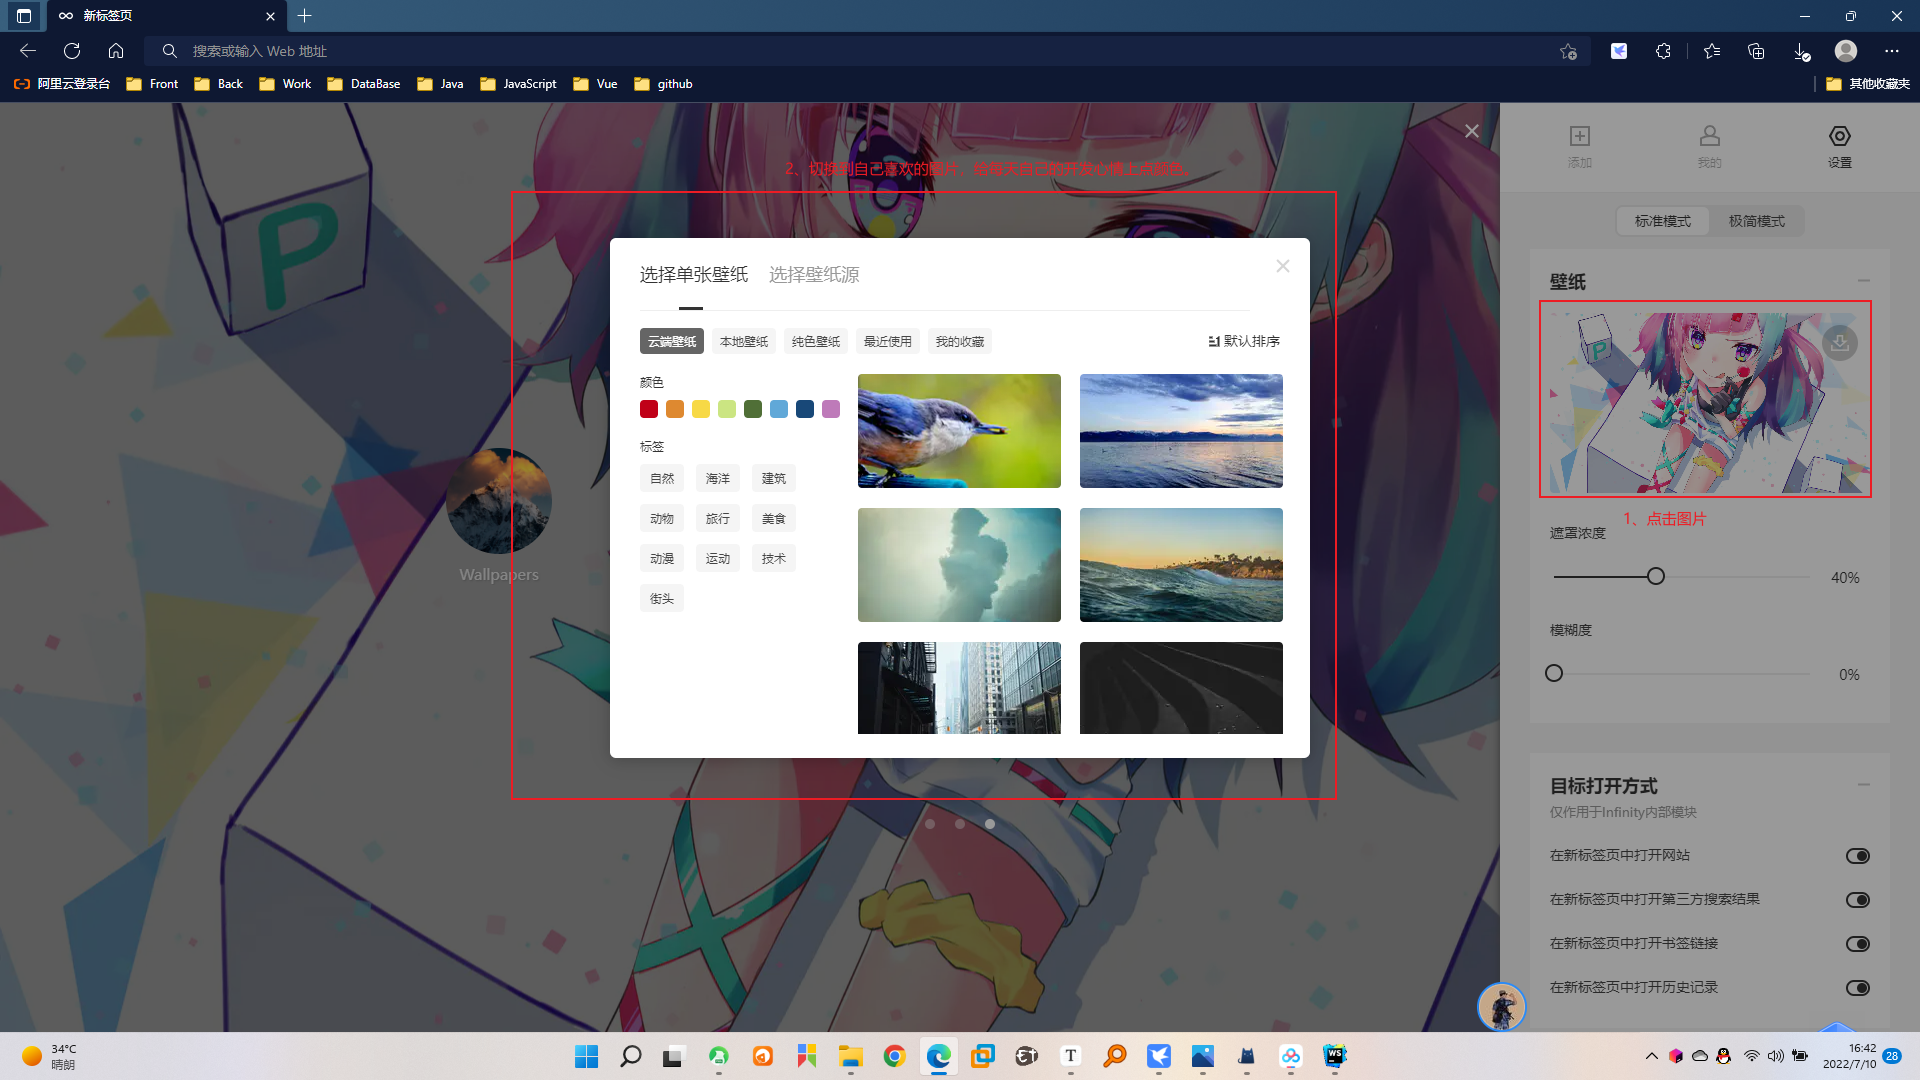 新标签页
搜索或输入 Web 地址
阿里云登录台
Front
Back
Work
DataBase
Java
JavaScript
Vue
github
其他收藏夹
添加
我的
设置
2、切换到自己喜欢的图片，给每天自己的开发心情上点颜色。
标准模式
极简模式
选择单张壁纸
选择壁纸源
壁纸
云端壁纸
本地壁纸
纯色壁纸
最近使用
我的收藏
默认排序
P
颜色
标签
自然
海洋
建筑
动物
旅行
美食
动漫
运动
技术
街头
Wallpapers
1、点击图片
遮罩浓度
40%
模糊度
0%
目标打开方式
仅作用于Infinity内部模块
在新标签页中打开网站
在新标签页中打开第三方搜索结果
在新标签页中打开书签链接
在新标签页中打开历史记录
34°C
晴朗
T
WS
16:42
2022/7/10
28